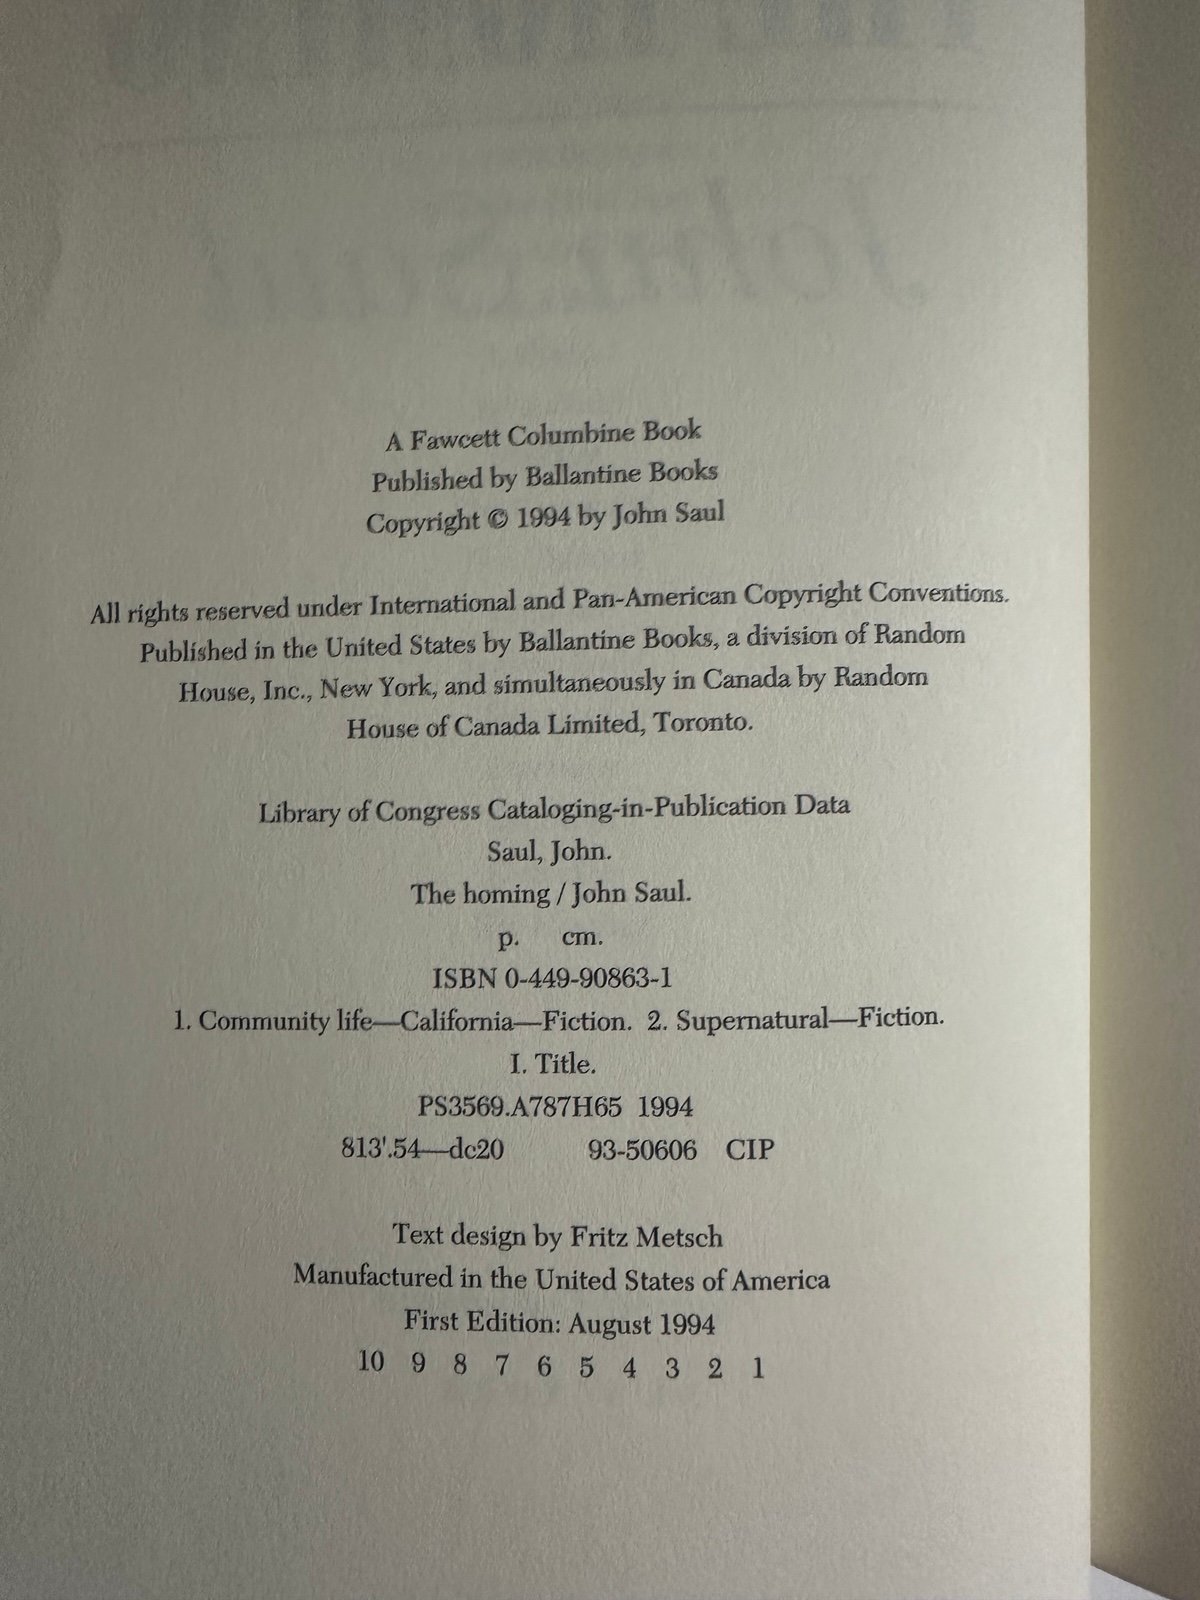 A Fawcett Columbine Book
Published by Ballantine Books
Copyright © 1994 by John Saul
All rights reserved under International and Pan-American Copyright Conventions.
Published in the United States by Ballantine Books, a division of Random
House, Inc., New York, and simultaneously in Canada by Random
House of Canada Limited, Toronto.
Library of Congress Cataloging-in-Publication Data
Saul, John.
The homing / John Saul.
p. cm.
ISBN 0-449-90863-1
1. Community life—California—Fiction. 2. Supernatural—Fiction.
I. Title.
PS3569.A787H65 1994
813'.54—dc20 93-50606 CIP
Text design by Fritz Metsch
Manufactured in the United States of America
First Edition: August 1994
10 9 8 7 6 5 4 3 2 1